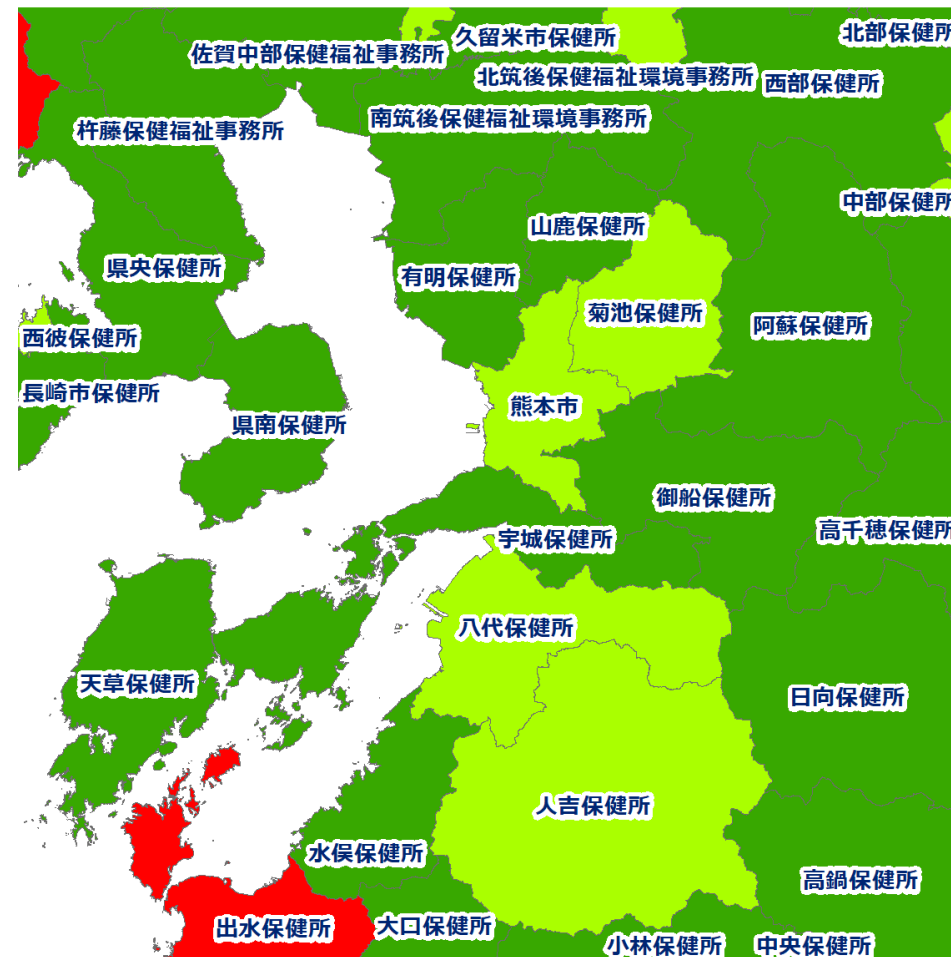 北部保健所
久留米市保健所
佐賀中部保健福祉事務所
北筑後保健福祉環境事務所
西部保健所
南筑後保健福祉環境事務所
杵藤保健福祉事務所
中部保健所
山鹿保健所
県央保健所
有明保健所
菊池保健所
阿蘇保健所
西彼保健所
長崎市保健所
熊本市
県南保健所
御船保健所
高千穂保健所
宇城保健所
八代保健所
天草保健所
日向保健所
人吉保健所
水俣保健所
高鍋保健所
大口保健所
出水保健所
小林保健所
中央保健所